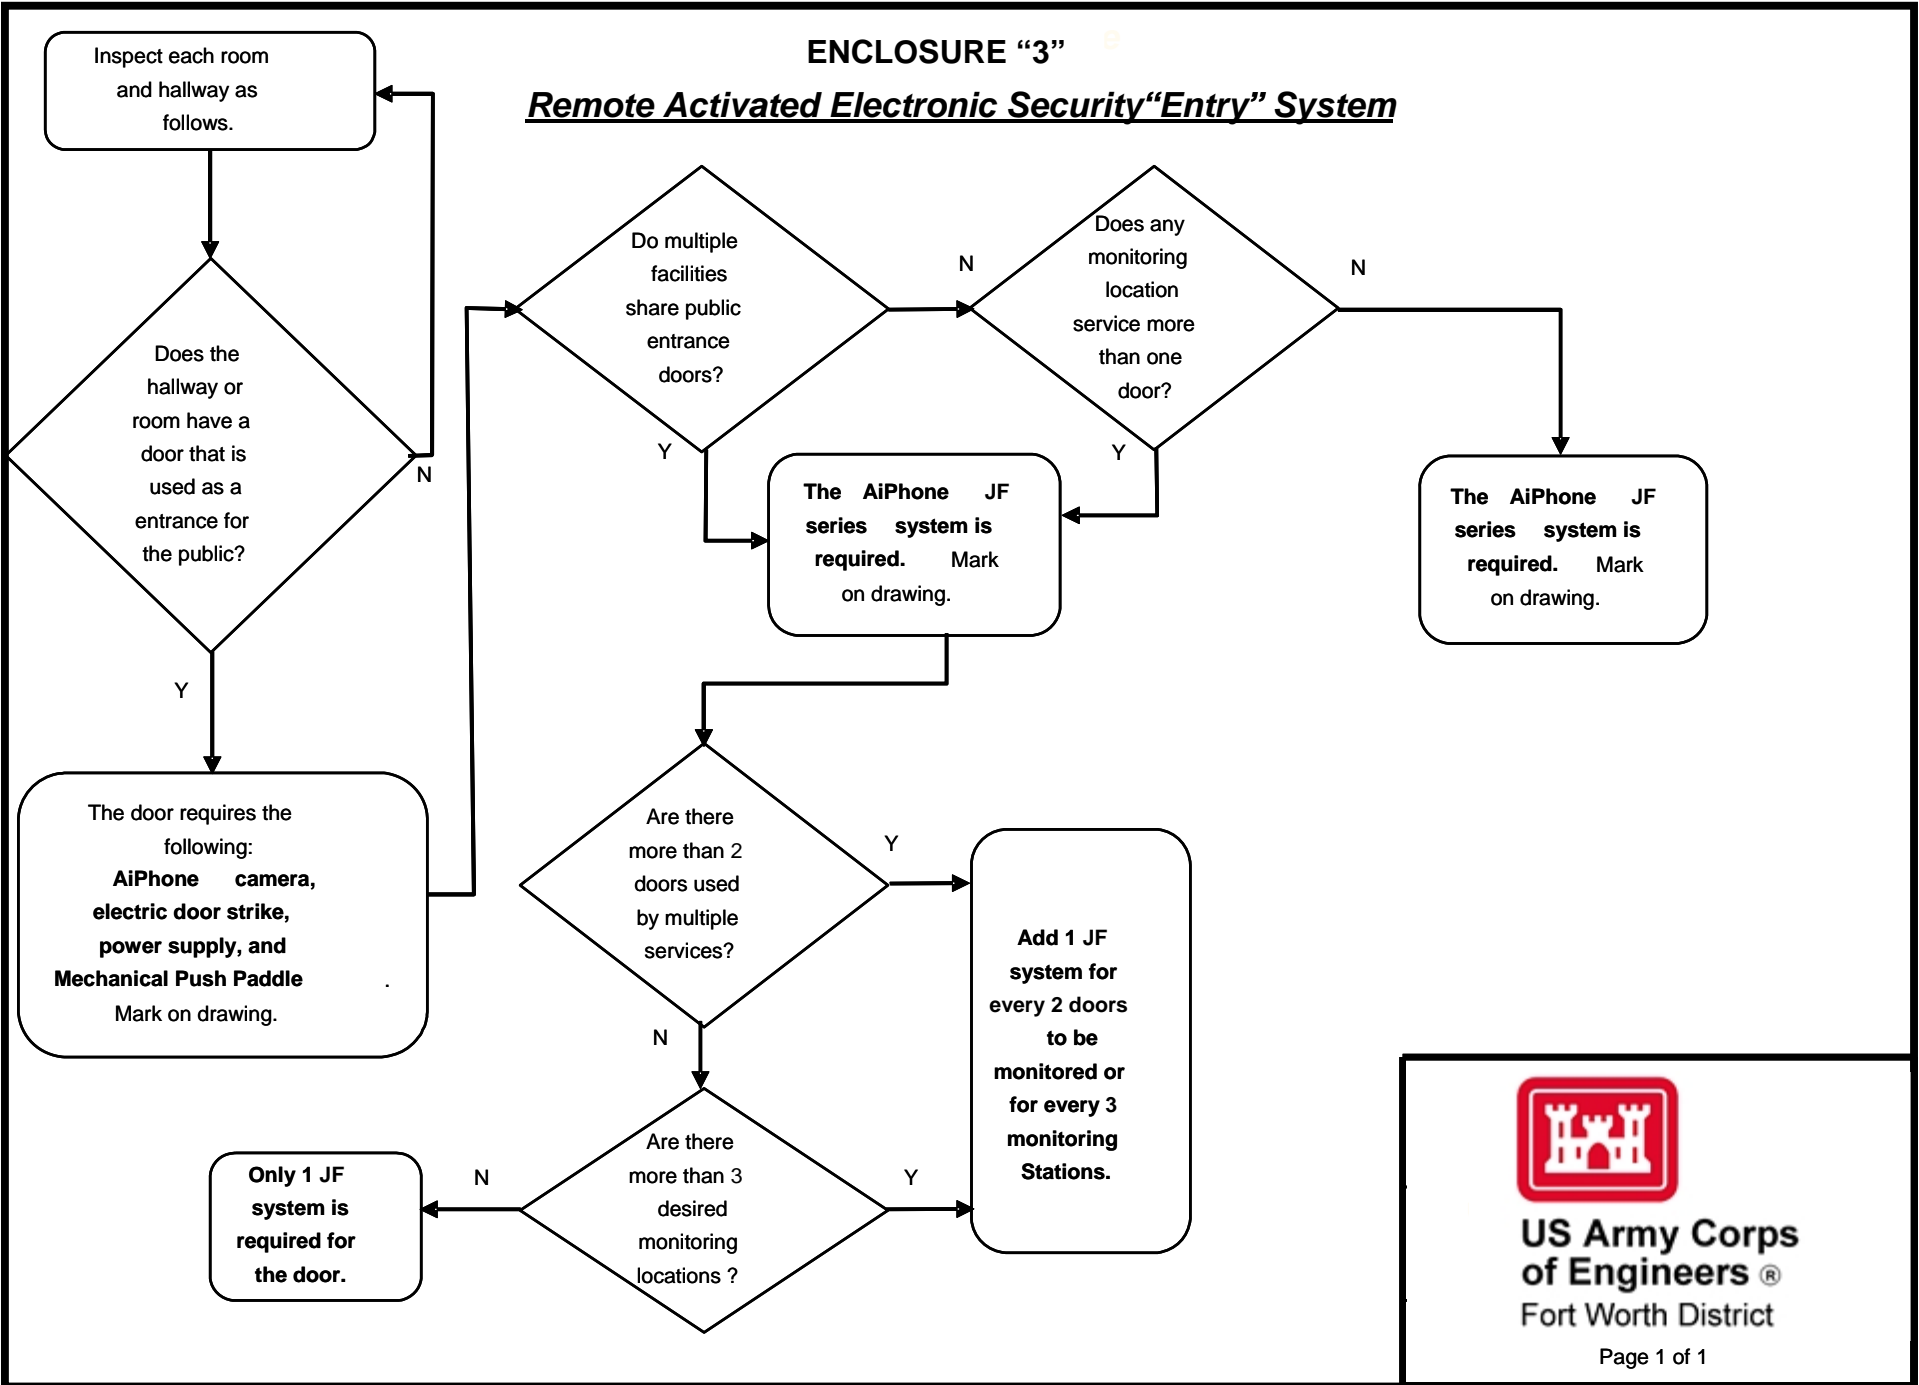 ENCLOSURE “3”
Remote Activated Electronic Security“Entry” System
Inspect each room
and hallway as
follows.
Does the
hallway or
room have a
door that is
used as a
entrance for
the public?
N
Y
The door requires the
following:
AiPhone camera,
electric door strike,
power supply, and
Mechanical Push Paddle .
Mark on drawing.
Do multiple
facilities
share public
entrance
doors?
N
Y
Does any
monitoring
location
service more
than one
door?
N
Y
The AiPhone JF
series system is
required. Mark
on drawing.
The AiPhone JF
series system is
required. Mark
on drawing.
Are there
more than 2
doors used
by multiple
services?
Y
N
Add 1 JF
system for
every 2 doors
to be
monitored or
for every 3
monitoring
Stations.
Are there
more than 3
desired
monitoring
locations ?
N
Y
Only 1 JF
system is
required for
the door.
US Army Corps
of Engineers ®
Fort Worth District
Page 1 of 1